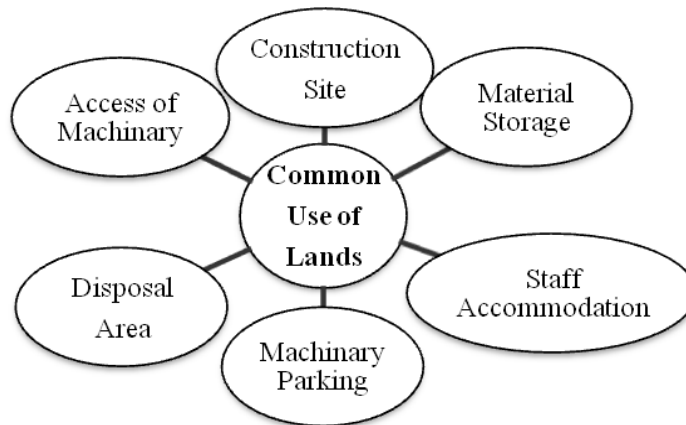 Construction
Site
Access of
Machinary
Material
Storage
Common
Use of
Lands
Disposal
Area
Staff
Accommodation
Machinary
Parking